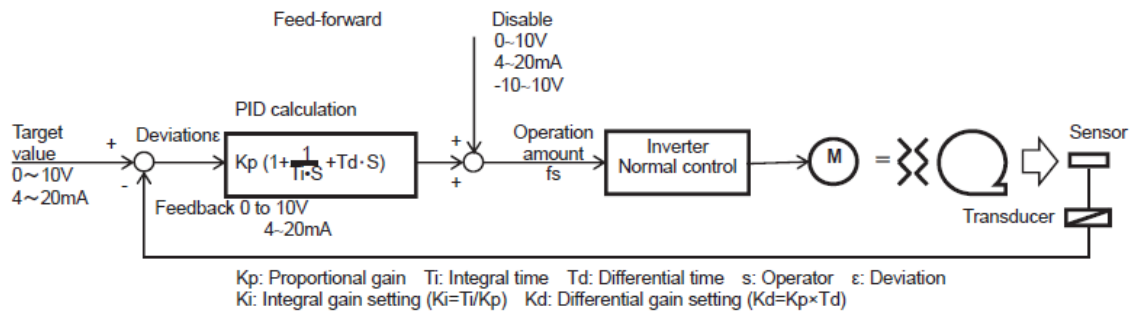 Feed-forward
Disable
0~10V
4~20mA
-10~10V
PID calculation
Target
value
0～10V
4～20mA
+
-
Deviationε
Kp (1+1/Ti•S+Td·S)
Feedback 0 to 10V
4~20mA
+
+
Operation
amount
fs
Inverter
Normal control
M
=
Sensor
Transducer
Kp: Proportional gain Ti: Integral time Td: Differential time s: Operator ε: Deviation
Ki: Integral gain setting (Ki=Ti/Kp) Kd: Differential gain setting (Kd=Kp×Td)